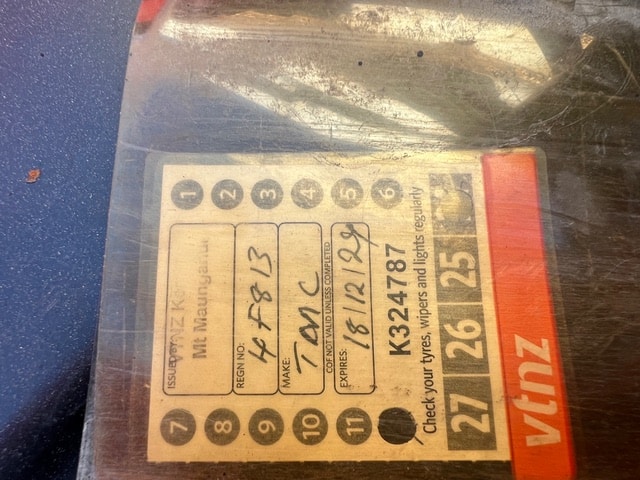 7
ISSUED BY
Mt Maunganui
1
8
2
9
REGN NO: 4F813
3
10
MAKE: TMC
4
COF NOT VALID UNLESS COMPLETED
11
EXPIRES: 18/12/24
5
K324787
6
Check your tyres, wipers and lights regularly
27 26 25
vtnz